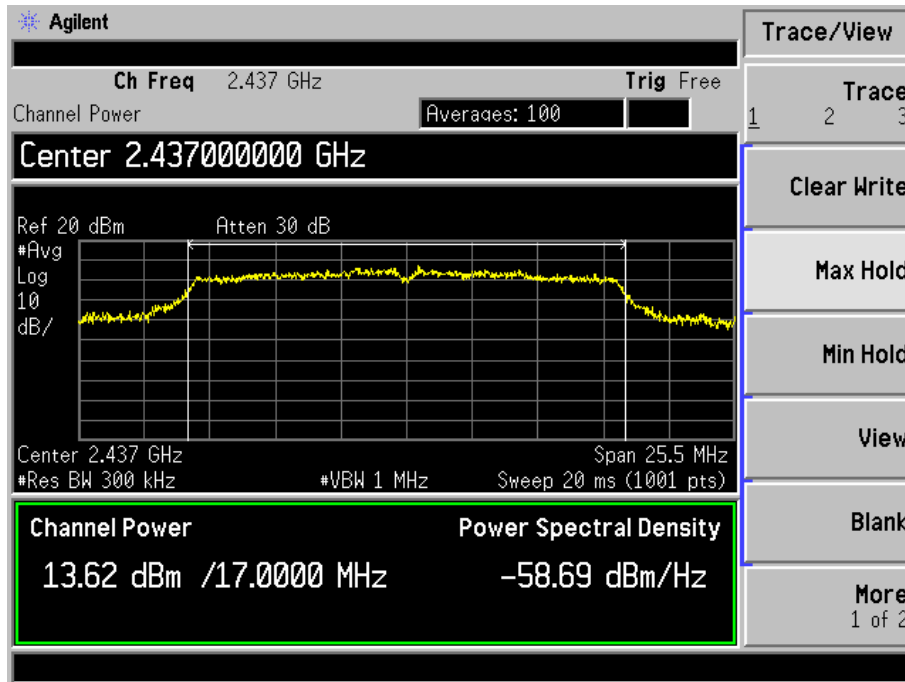 Agilent
Ch Freq 2.437 GHz Trig Free
Channel Power Averages: 100
Center 2.437000000 GHz
Ref 20 dBm Atten 30 dB
#Avg
Log
10
dB/
Center 2.437 GHz Span 25.5 MHz
#Res BW 300 kHz #VBW 1 MHz Sweep 20 ms (1001 pts)
Channel Power Power Spectral Density
13.62 dBm /17.0000 MHz -58.69 dBm/Hz
Trace/View
Trace
1 2 3
Clear Write
Max Hold
Min Hold
View
Blank
More
1 of 2